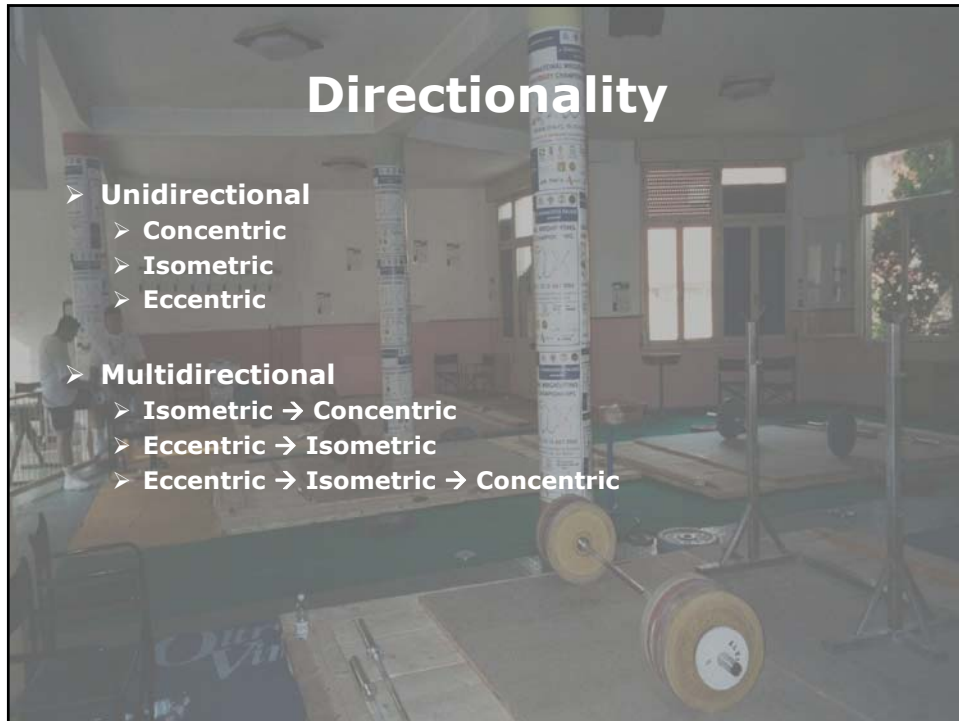 Directionality
➢ Unidirectional
➢ Concentric
➢ Isometric
➢ Eccentric
➢ Multidirectional
➢ Isometric → Concentric
➢ Eccentric → Isometric
➢ Eccentric → Isometric → Concentric